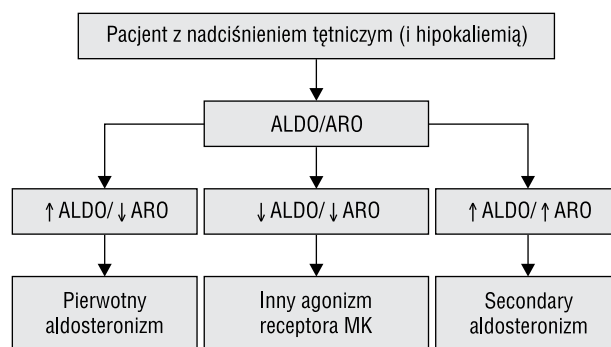 Pacjent z nadciśnieniem tętniczym (i hipokaliemią)
ALDO/ARO
↑ ALDO/ ↓ ARO
↓ ALDO/ ↓ ARO
↑ ALDO/ ↑ ARO
Pierwotny
aldosteronizm
Inny agonizm
receptora MK
Secondary
aldosteronizm